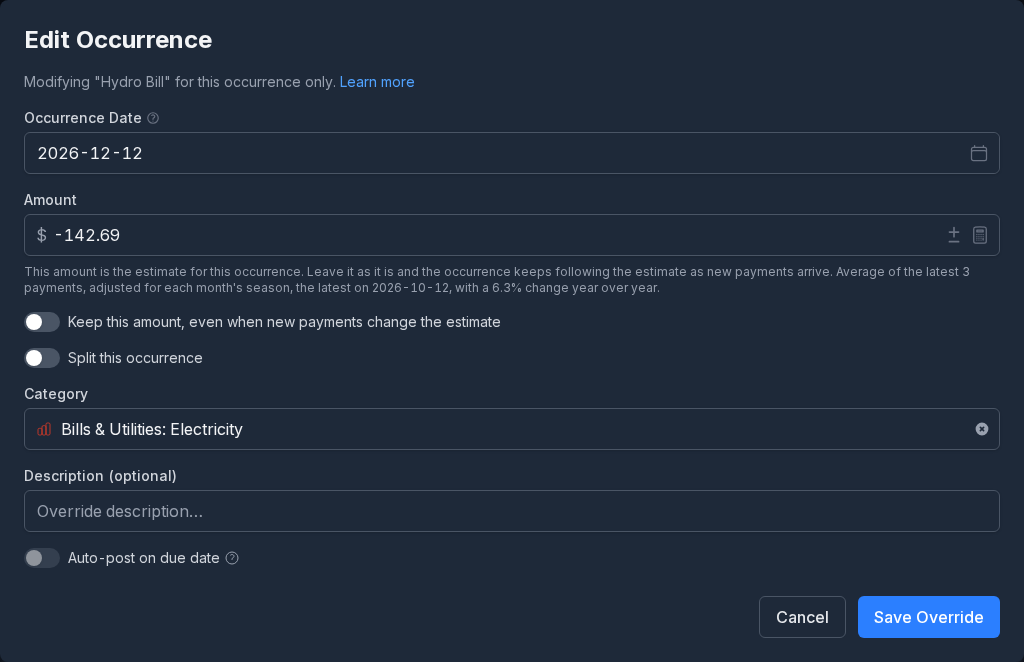 Edit Occurrence
Modifying "Hydro Bill" for this occurrence only. Learn more
Occurrence Date
2026-12-12
Amount
$ -142.69
This amount is the estimate for this occurrence. Leave it as it is and the occurrence keeps following the estimate as new payments arrive. Average of the latest 3
payments, adjusted for each month's season, the latest on 2026-10-12, with a 6.3% change year over year.
Keep this amount, even when new payments change the estimate
Split this occurrence
Category
Bills & Utilities: Electricity
Description (optional)
Override description...
Auto-post on due date
Cancel Save Override